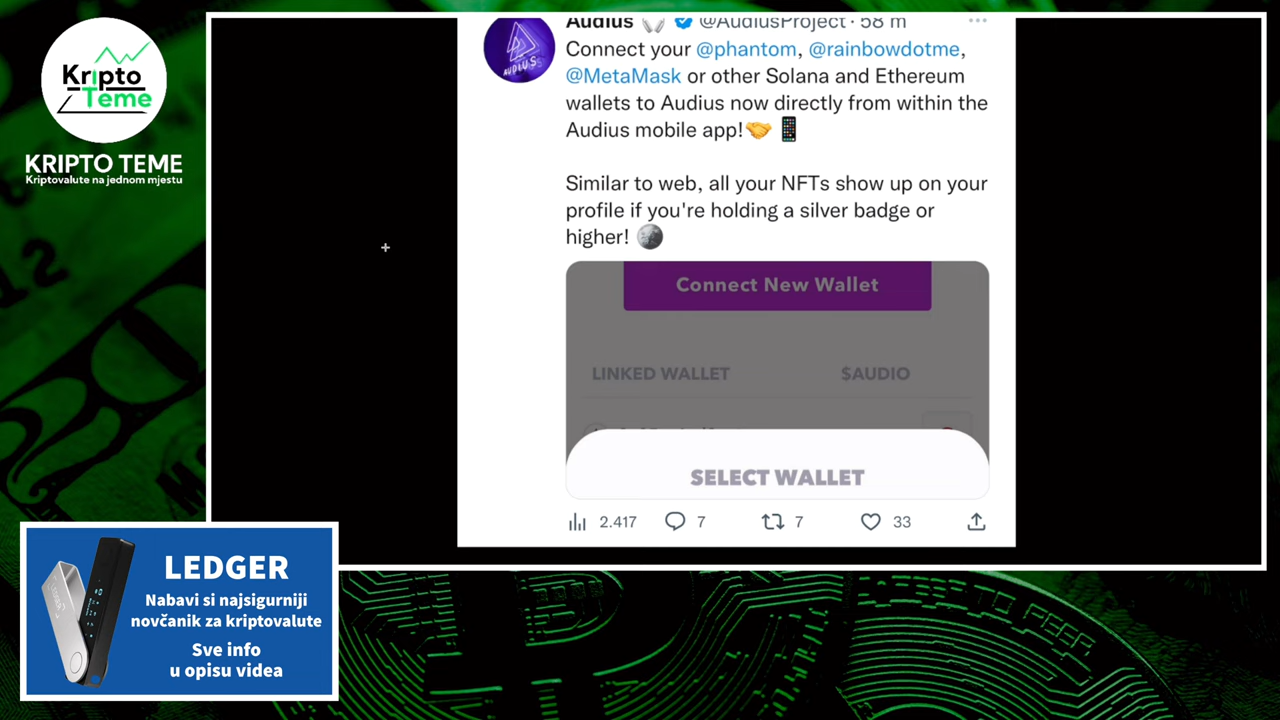 Kripto
Teme
KRIPTO TEME
Kriptovalute na jednom mjestu
Audius @AudiusProject · 58 m
AUDIUS
Connect your @phantom, @rainbowdotme,
@MetaMask or other Solana and Ethereum
wallets to Audius now directly from within the
Audius mobile app!🤝 📱
Similar to web, all your NFTs show up on your
profile if you're holding a silver badge or
higher! 🌕
Connect New Wallet
LINKED WALLET $AUDIO
SELECT WALLET
2.417 7 7 33
LEDGER
Nabavi si najsigurniji
novčanik za kriptovalute
Sve info
u opisu videa